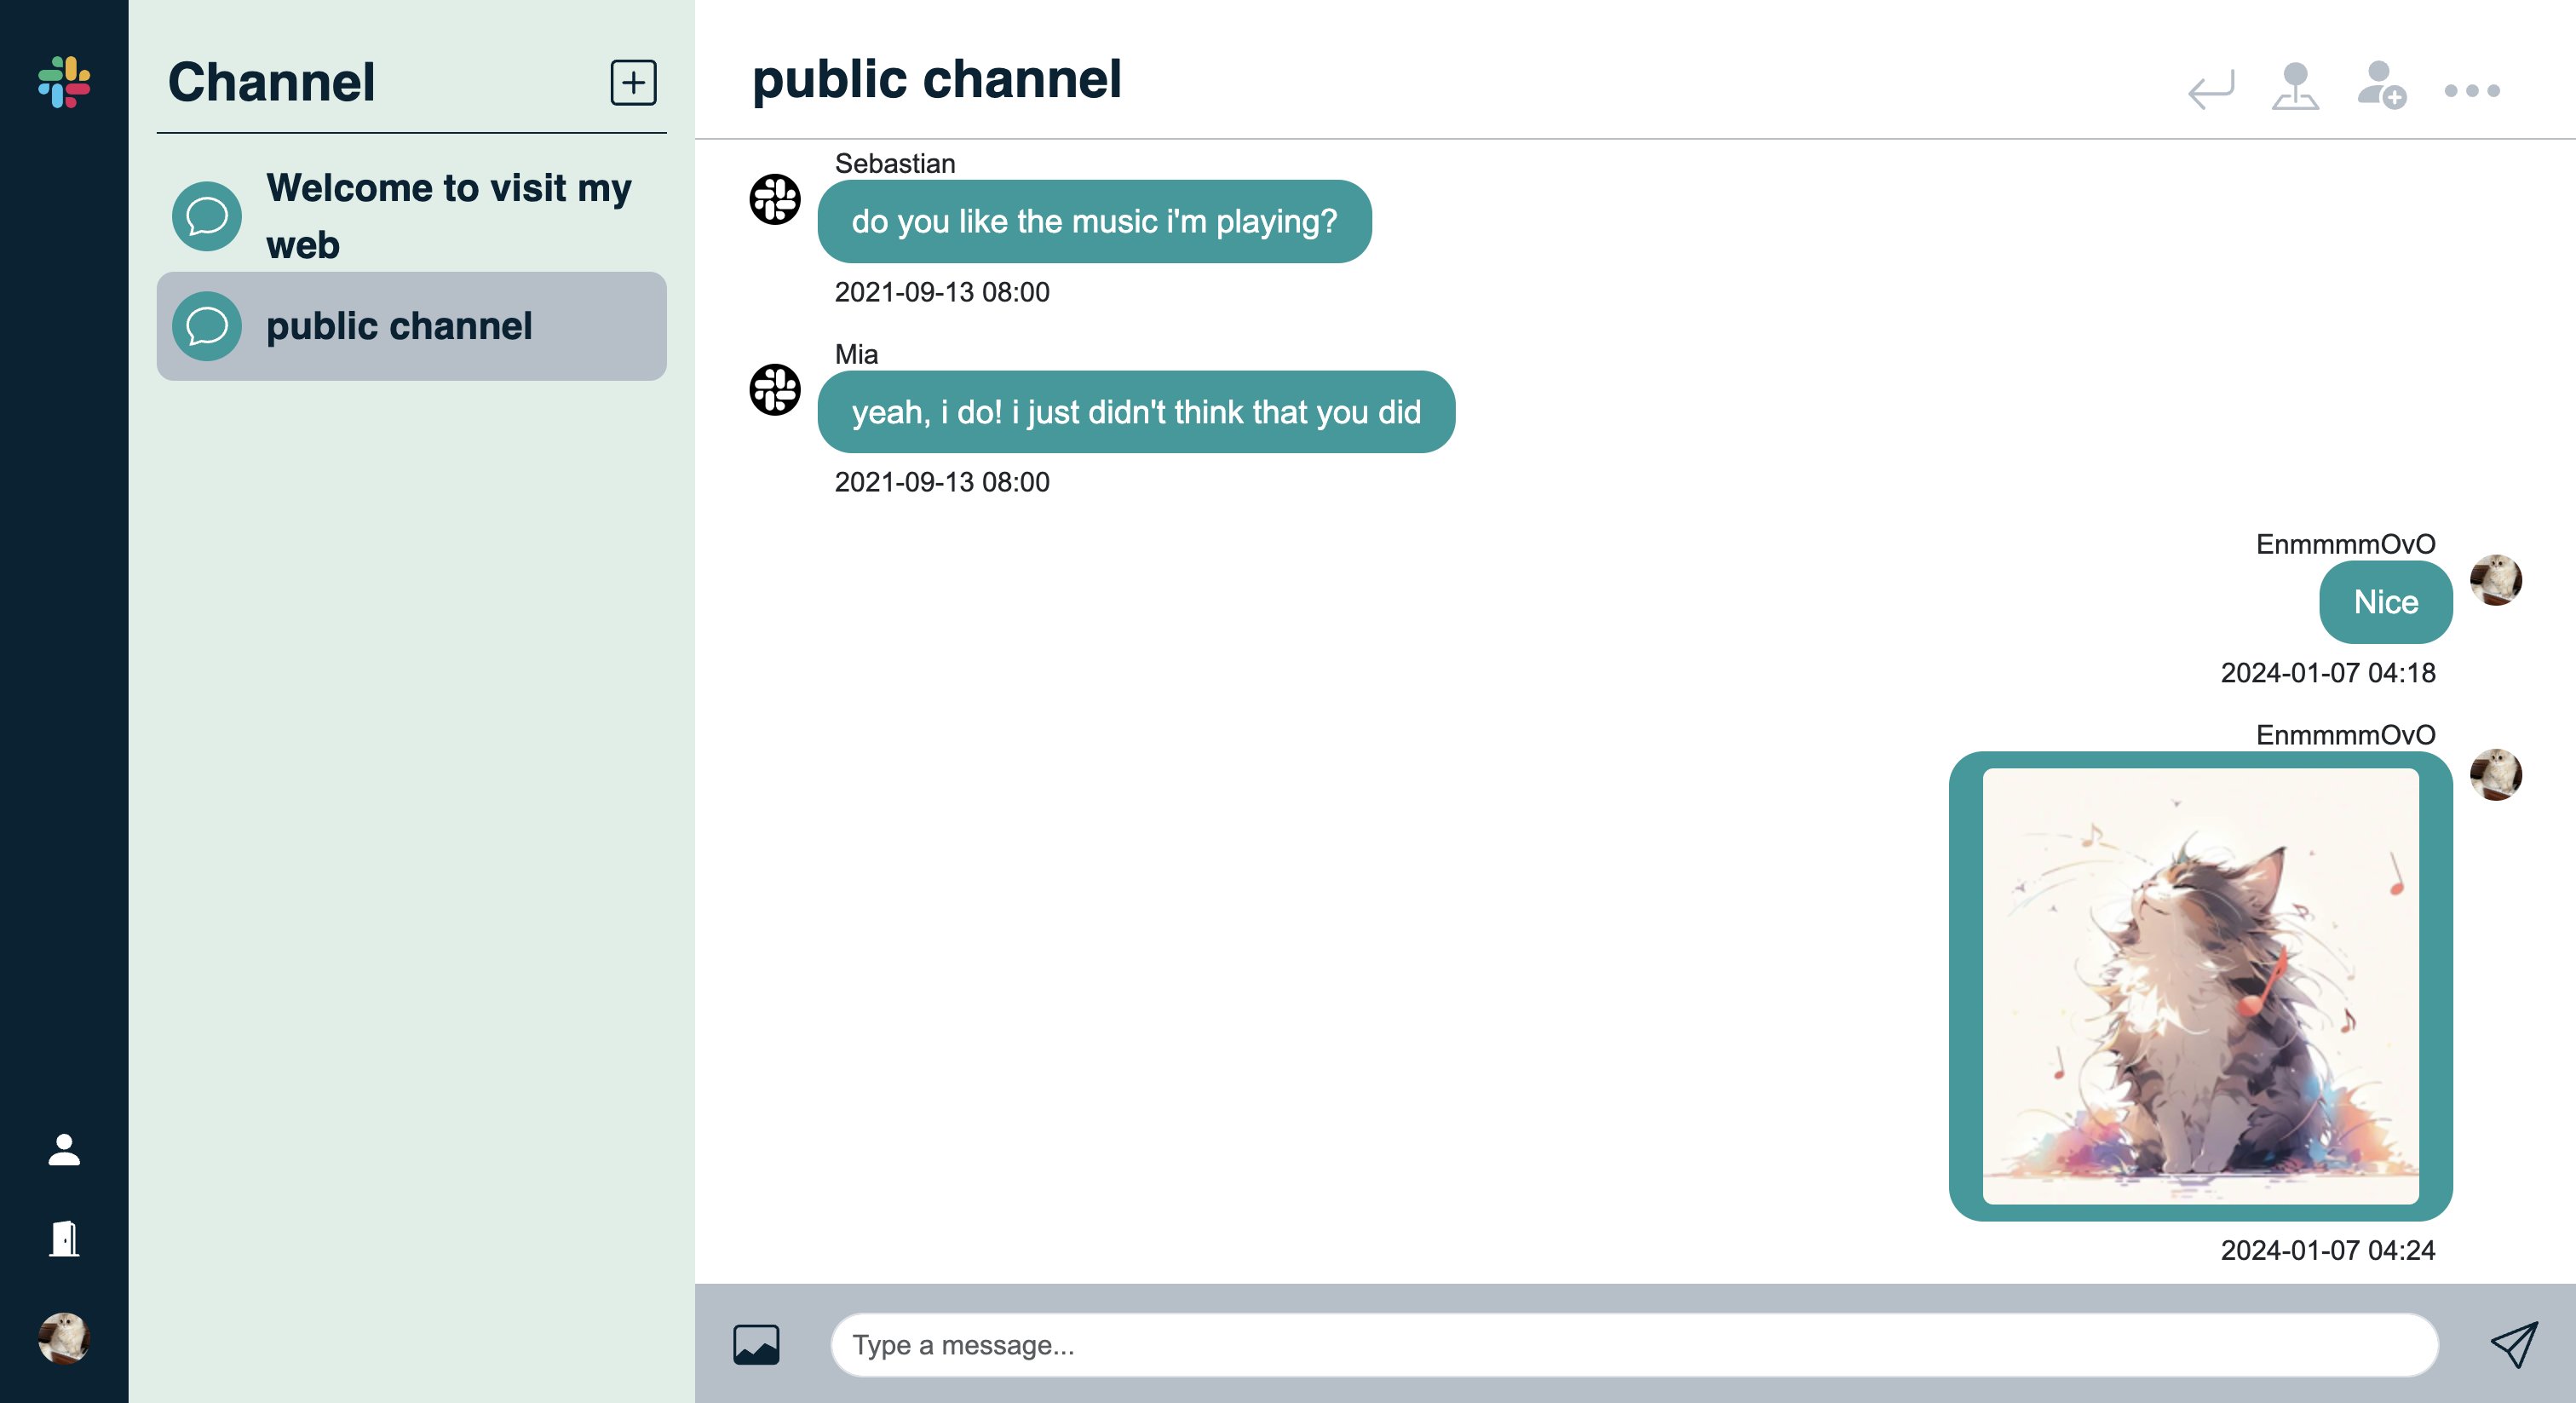 Channel
Welcome to visit my
web
public channel
public channel
Sebastian
do you like the music i'm playing?
2021-09-13 08:00
Mia
yeah, i do! i just didn't think that you did
2021-09-13 08:00
EnmmmmOvO
Nice
2024-01-07 04:18
EnmmmmOvO
2024-01-07 04:24
Type a message...